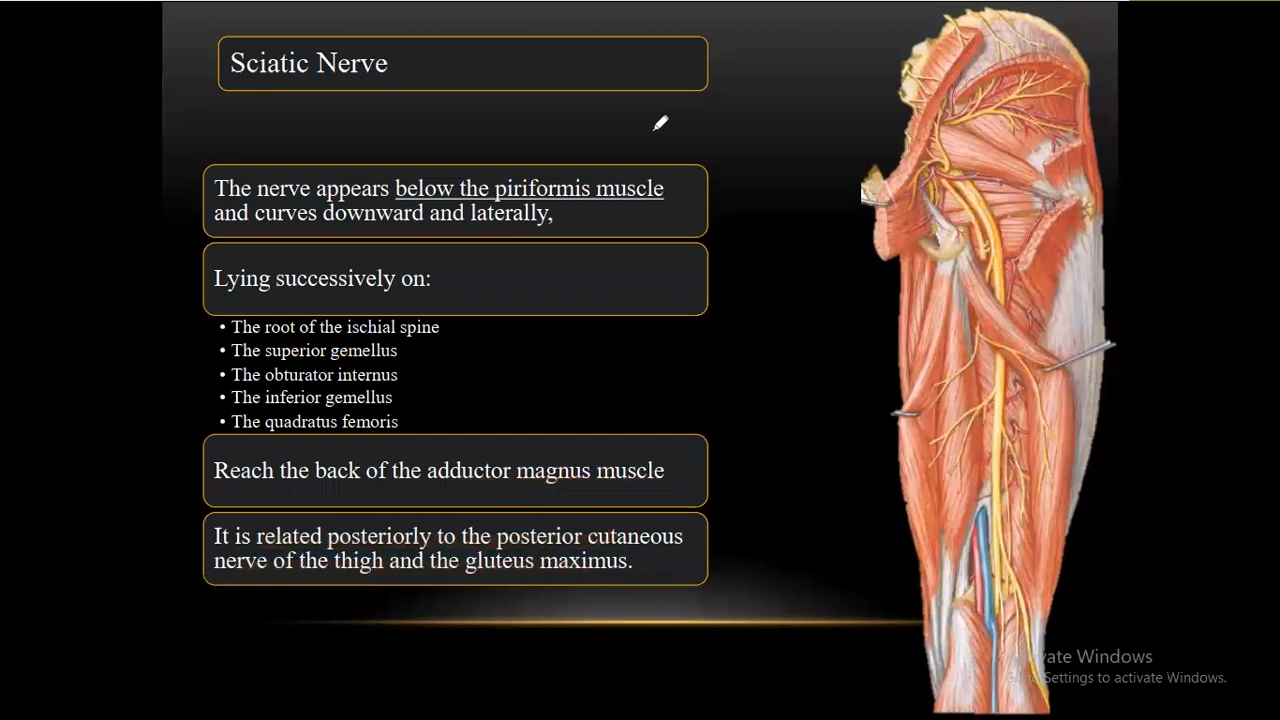 Sciatic Nerve
The nerve appears below the piriformis muscle
and curves downward and laterally,
Lying successively on:
• The root of the ischial spine
• The superior gemellus
• The obturator internus
• The inferior gemellus
• The quadratus femoris
Reach the back of the adductor magnus muscle
It is related posteriorly to the posterior cutaneous
nerve of the thigh and the gluteus maximus.
vate Windows
Settings to activate Windows.